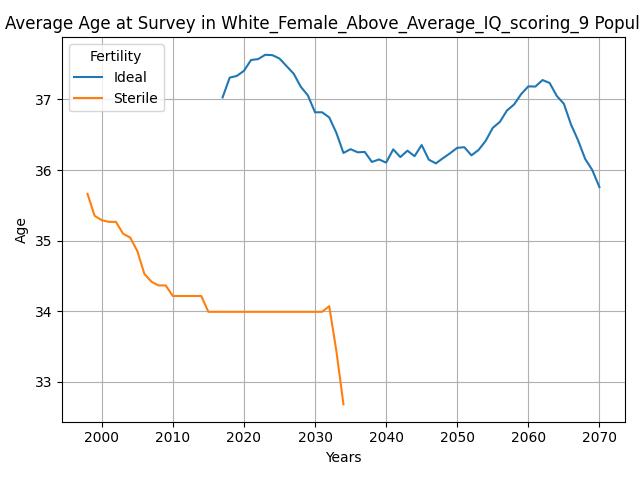 Average Age at Survey in White_Female_Above_Average_IQ_scoring_9 Popul
Fertility
Ideal
Sterile
Age
37
36
35
34
33
2000 2010 2020 2030 2040 2050 2060 2070
Years